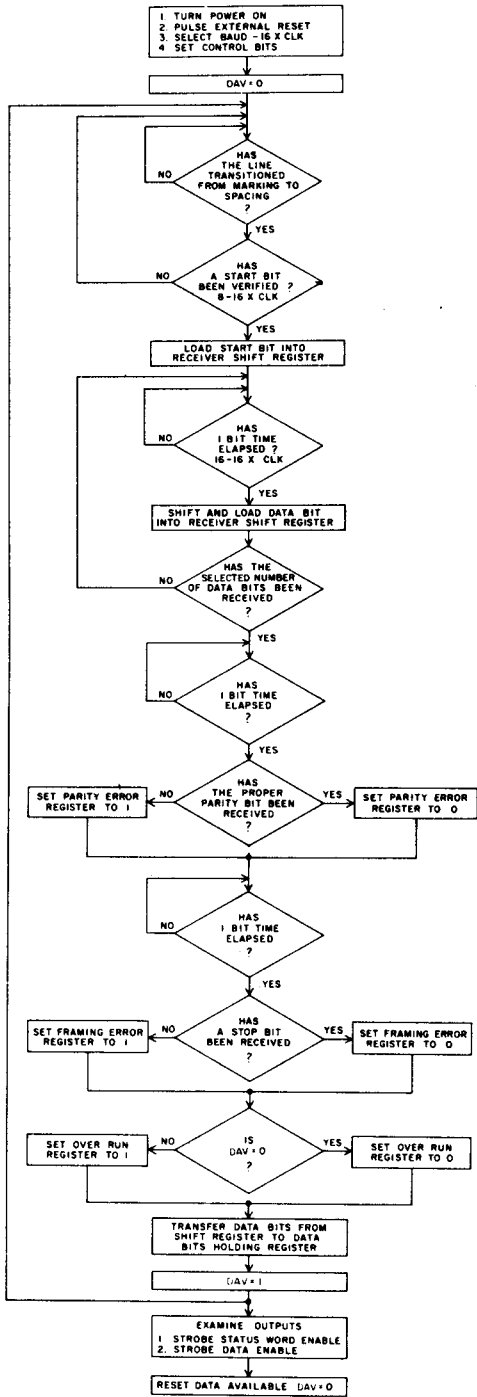 1. TURN POWER ON
2. PULSE EXTERNAL RESET
3. SELECT BAUD -16 X CLK
4 SET CONTROL BITS
DAV=0
HAS
THE LINE
TRANSITIONED
FROM MARKING TO
SPACING
?
NO
YES
HAS
A START BIT
BEEN VERIFIED ?
8-16 X CLK
NO
YES
LOAD START BIT INTO
RECEIVER SHIFT REGISTER
HAS
1 BIT TIME
ELAPSED ?
16-16 X CLK
NO
YES
SHIFT AND LOAD DATA BIT
INTO RECEIVER SHIFT REGISTER
HAS THE
SELECTED NUMBER
OF DATA BITS BEEN
RECEIVED
?
NO
YES
HAS
1 BIT TIME
ELAPSED
?
NO
YES
HAS
THE PROPER
PARITY BIT BEEN
RECEIVED
?
NO
YES
SET PARITY ERROR
REGISTER TO 1
SET PARITY ERROR
REGISTER TO 0
HAS
1 BIT TIME
ELAPSED
?
NO
YES
HAS
A STOP BIT
BEEN RECEIVED
?
NO
YES
SET FRAMING ERROR
REGISTER TO 1
SET FRAMING ERROR
REGISTER TO 0
IS
DAV=0
?
NO
YES
SET OVER RUN
REGISTER TO 1
SET OVER RUN
REGISTER TO 0
TRANSFER DATA BITS FROM
SHIFT REGISTER TO DATA
BITS HOLDING REGISTER
DAV=1
EXAMINE OUTPUTS
1 STROBE STATUS WORD ENABLE
2. STROBE DATA ENABLE
RESET DATA AVAILABLE DAV=0